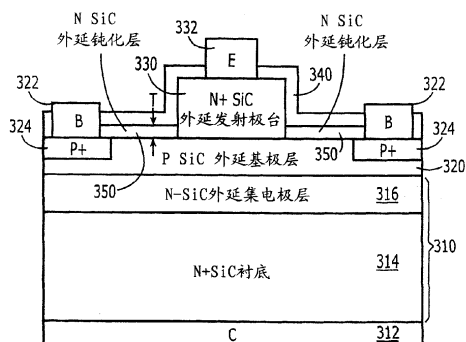 N SiC
外延钝化层
332
N SiC
外延钝化层
E
330
340
322
322
T
N+ SiC
外延发射极台
B
B
324
324
P+
350
P+
350
P SiC 外延基极层
320
N-SiC外延集电极层
316
310
N+SiC衬底
314
C
312